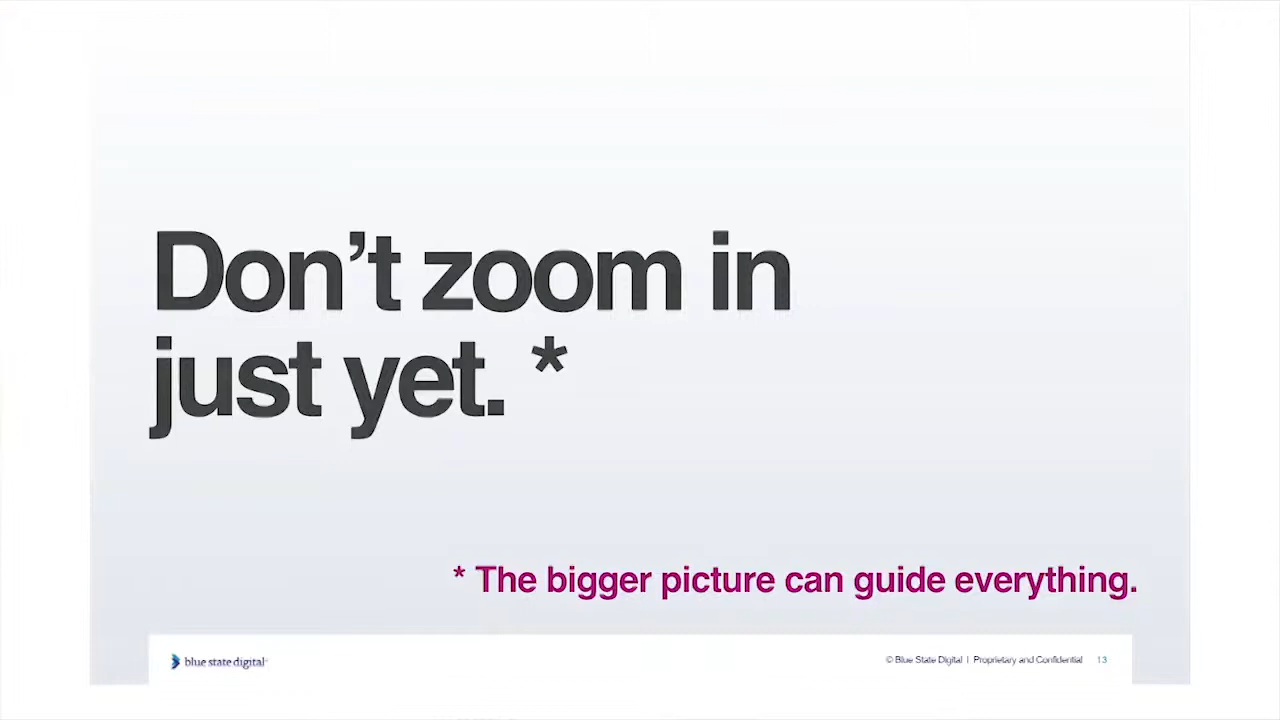 Don't zoom in
just yet. *
* The bigger picture can guide everything.
blue state digital
© Blue State Digital | Proprietary and Confidential 13